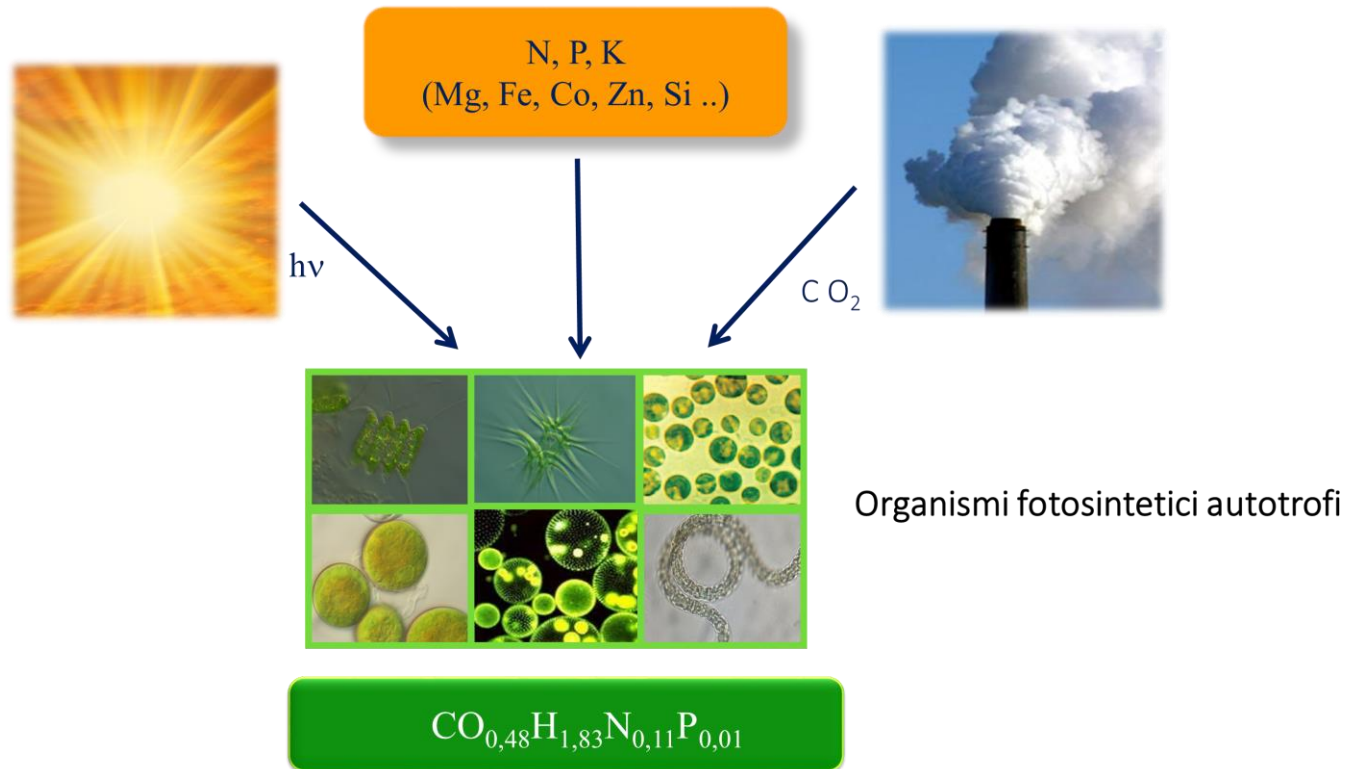 N, P, K
(Mg, Fe, Co, Zn, Si ..)
hν
C O₂
Organismi fotosintetici autotrofi
CO₀,₄₈H₁,₈₃N₀,₁₁P₀,₀₁